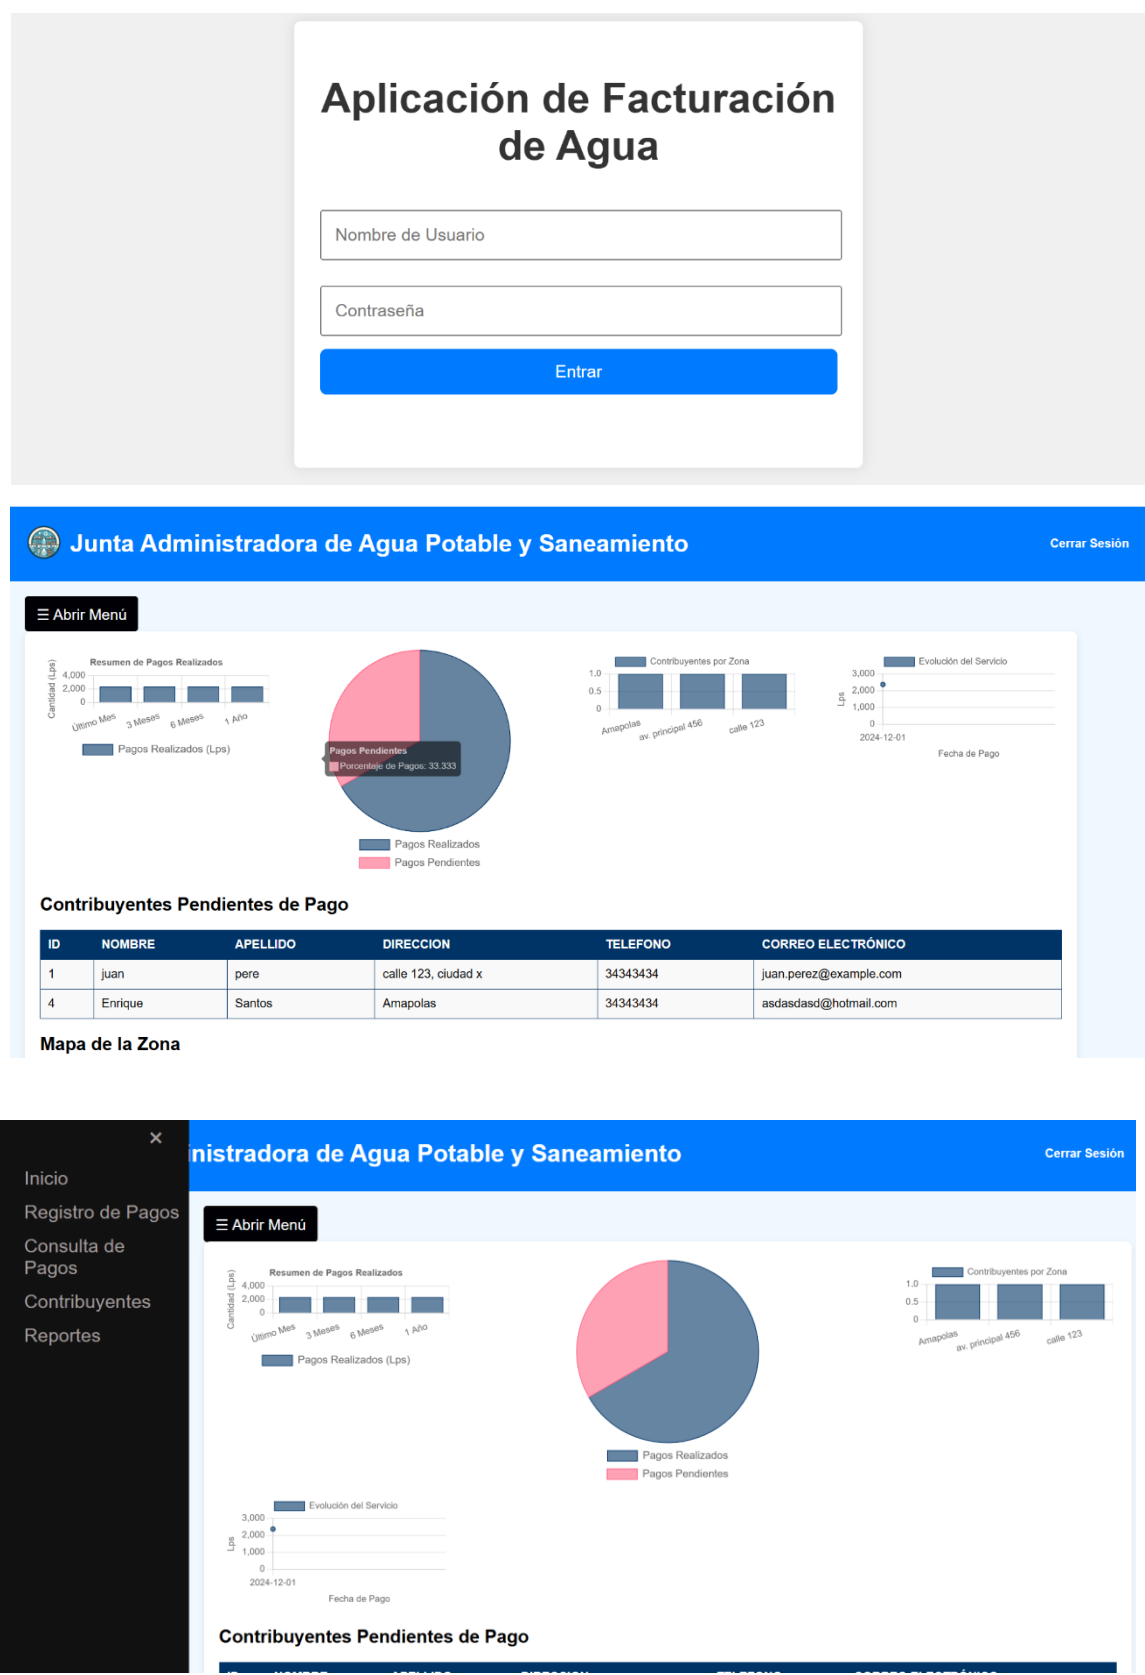 Aplicación de Facturación
de Agua
Nombre de Usuario
Contraseña
Entrar
Junta Administradora de Agua Potable y Saneamiento
Cerrar Sesión
☰ Abrir Menú
Resumen de Pagos Realizados
Cantidad (Lps)
4,000
2,000
0
Último Mes
3 Meses
6 Meses
1 Año
Pagos Realizados (Lps)
Pagos Pendientes
Porcentaje de Pagos: 33.333
Pagos Realizados
Pagos Pendientes
Contribuyentes por Zona
1.0
0.5
0
Amapolas
av. principal 456
calle 123
Evolución del Servicio
Lps
3,000
2,000
1,000
0
2024-12-01
Fecha de Pago
Contribuyentes Pendientes de Pago
ID NOMBRE APELLIDO DIRECCION TELEFONO CORREO ELECTRÓNICO
1 juan pere calle 123, ciudad x 34343434 juan.perez@example.com
4 Enrique Santos Amapolas 34343434 asdasdasd@hotmail.com
Mapa de la Zona
×
Inicio
Registro de Pagos
Consulta de
Pagos
Contribuyentes
Reportes
inistradora de Agua Potable y Saneamiento
Cerrar Sesión
☰ Abrir Menú
Resumen de Pagos Realizados
Cantidad (Lps)
4,000
2,000
0
Último Mes
3 Meses
6 Meses
1 Año
Pagos Realizados (Lps)
Pagos Realizados
Pagos Pendientes
Contribuyentes por Zona
1.0
0.5
0
Amapolas
av. principal 456
calle 123
Evolución del Servicio
Lps
3,000
2,000
1,000
0
2024-12-01
Fecha de Pago
Contribuyentes Pendientes de Pago
ID NOMBRE APELLIDO DIRECCION TELEFONO CORREO ELECTRÓNICO